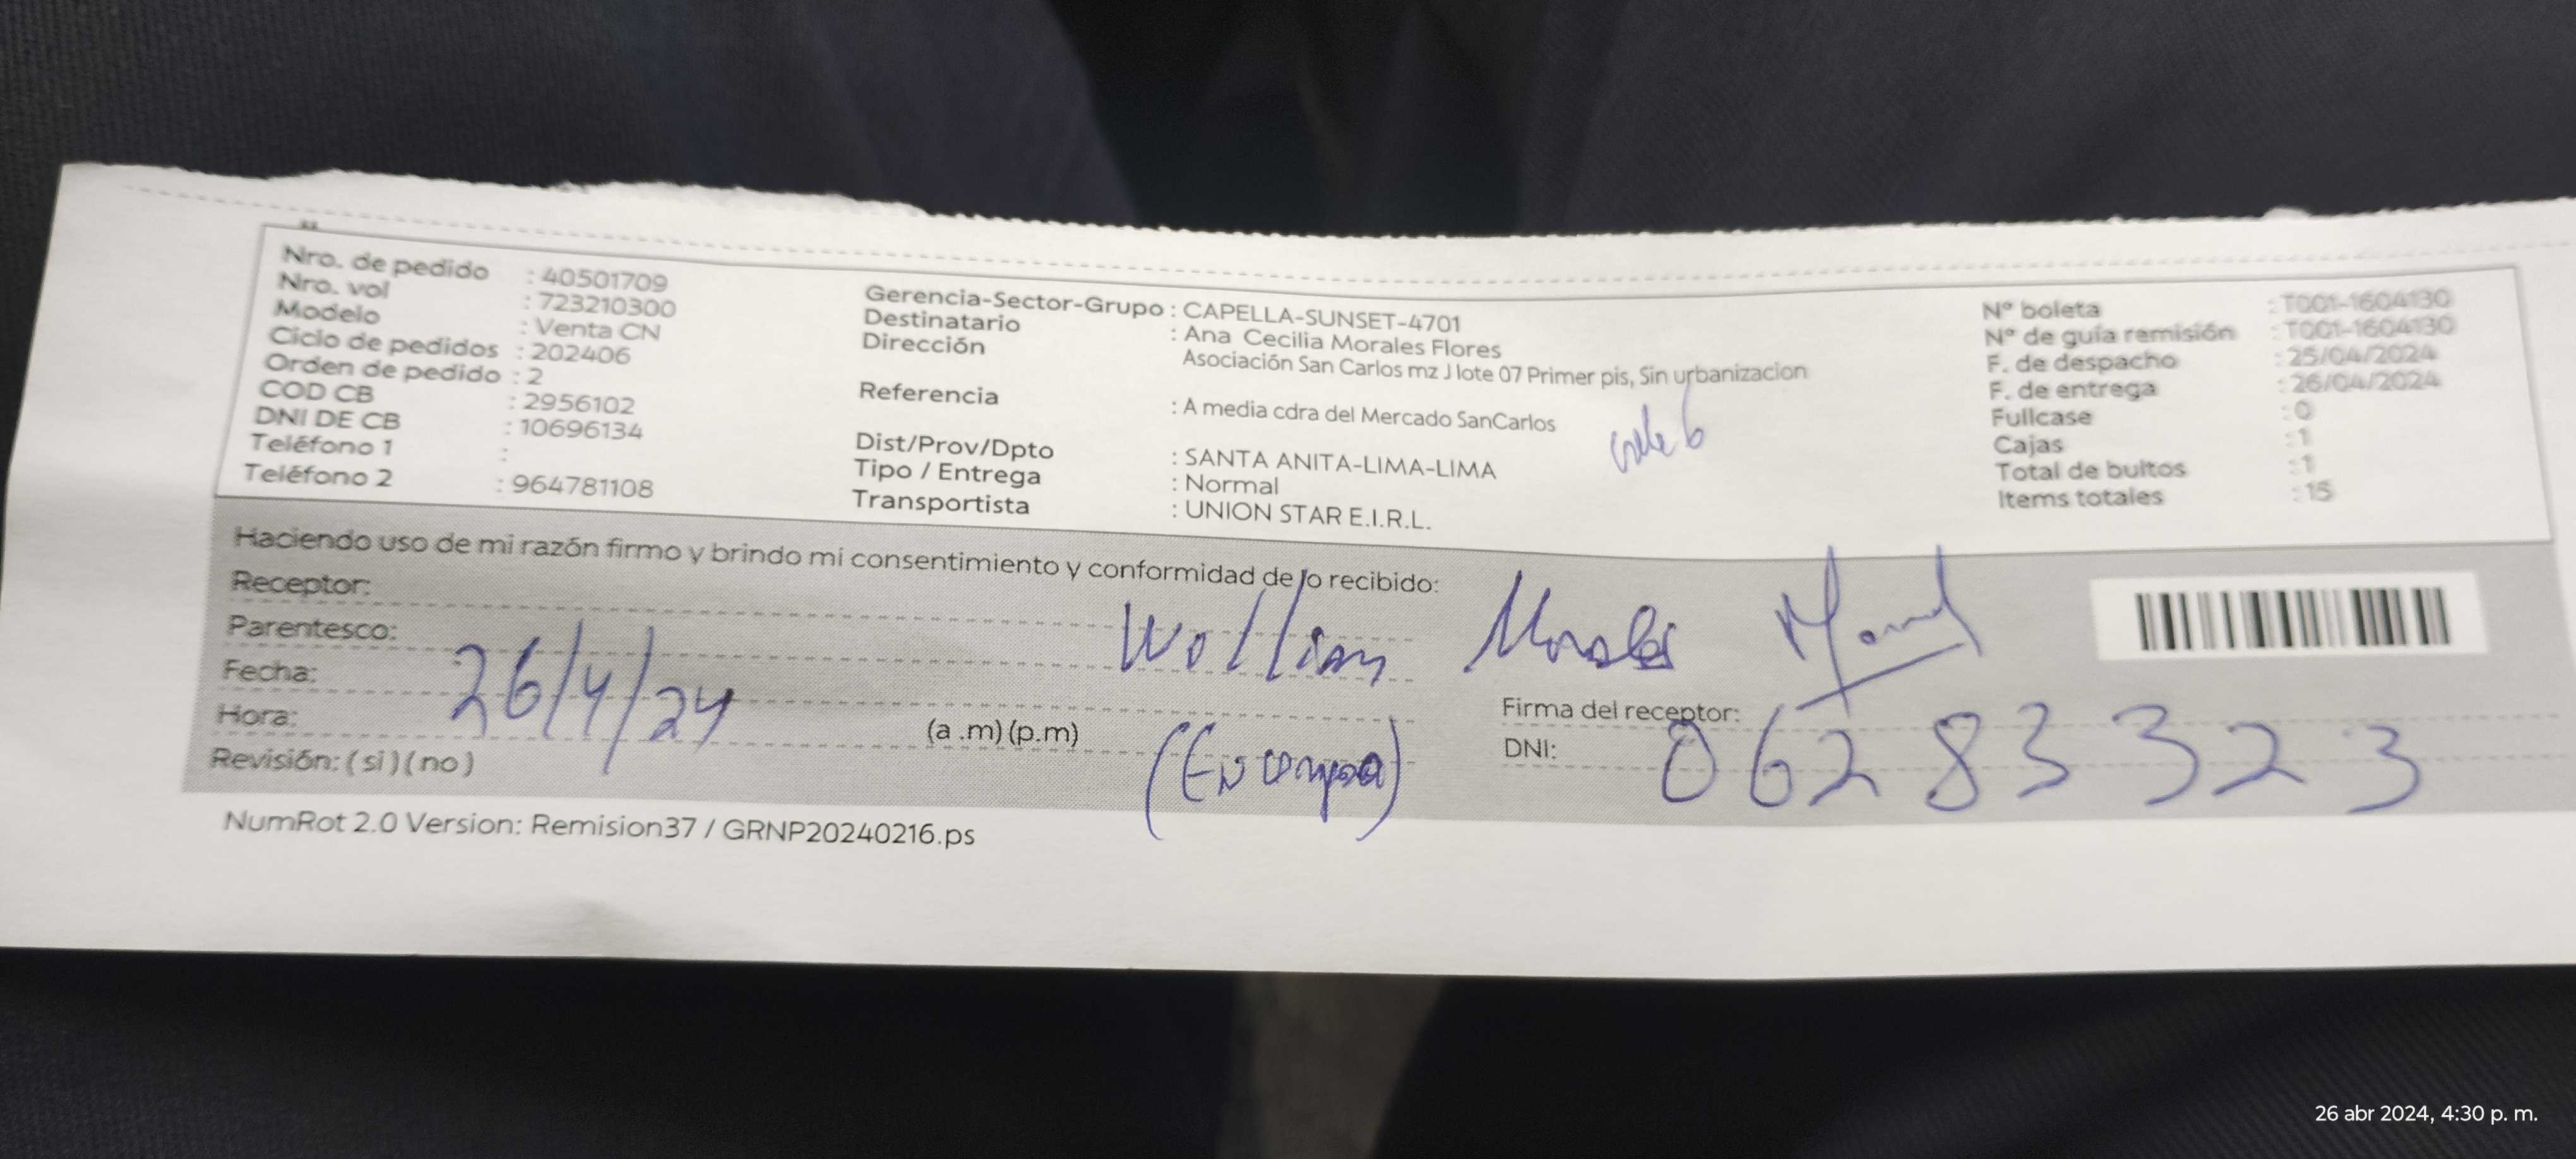 Nro. de pedido : 40501709
Nro. vol : 723210300
Modelo : Venta CN
Ciclo de pedidos : 202406
Orden de pedido : 2
COD CB : 2956102
DNI DE CB : 10696134
Teléfono 1 :
Teléfono 2 : 964781108
Gerencia-Sector-Grupo : CAPELLA-SUNSET-4701
Destinatario : Ana Cecilia Morales Flores
Dirección Asociación San Carlos mz J lote 07 Primer pis, Sin urbanizacion
Referencia : A media cdra del Mercado SanCarlos
Dist/Prov/Dpto : SANTA ANITA-LIMA-LIMA
Tipo / Entrega : Normal
Transportista : UNION STAR E.I.R.L.
N° boleta : T001-1604130
N° de guía remisión : T001-1604130
F. de despacho : 25/04/2024
F. de entrega : 26/04/2024
Fullcase : 0
Cajas : 1
Total de bultos : 1
Items totales : 15
Haciendo uso de mi razón firmo y brindo mi consentimiento y conformidad de lo recibido:
Receptor:
Parentesco:
Fecha: 26/4/24
Hora: (a .m) (p.m)
Revisión: ( si ) ( no )
Morales
Firma del receptor:
DNI: 06283323
NumRot 2.0 Version: Remision37 / GRNP20240216.ps
26 abr 2024, 4:30 p. m.